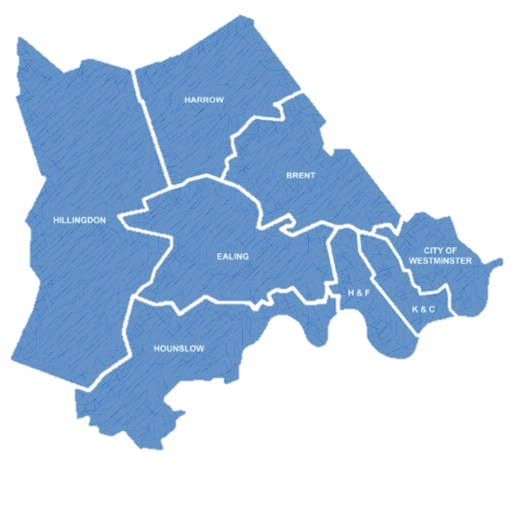 HARROW
BRENT
HILLINGDON
CITY OF
WESTMINSTER
EALING
H & F
K & C
HOUNSLOW